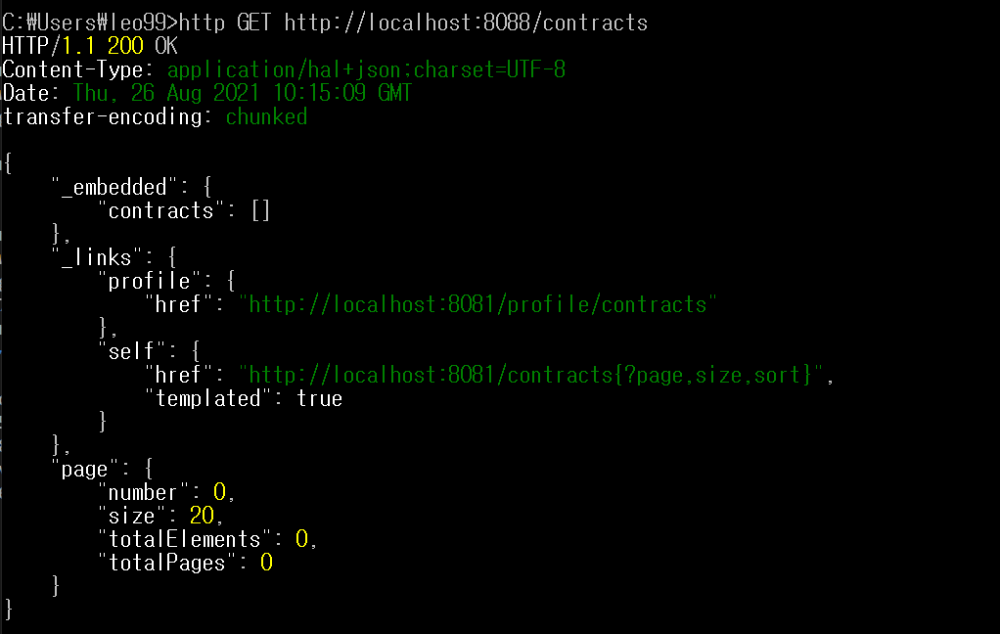 C:₩Users₩leo99>http GET http://localhost:8088/contracts
HTTP/1.1 200 OK
Content-Type: application/hal+json;charset=UTF-8
Date: Thu, 26 Aug 2021 10:15:09 GMT
transfer-encoding: chunked

{
    "_embedded": {
        "contracts": []
    },
    "_links": {
        "profile": {
            "href": "http://localhost:8081/profile/contracts"
        },
        "self": {
            "href": "http://localhost:8081/contracts{?page,size,sort}",
            "templated": true
        }
    },
    "page": {
        "number": 0,
        "size": 20,
        "totalElements": 0,
        "totalPages": 0
    }
}